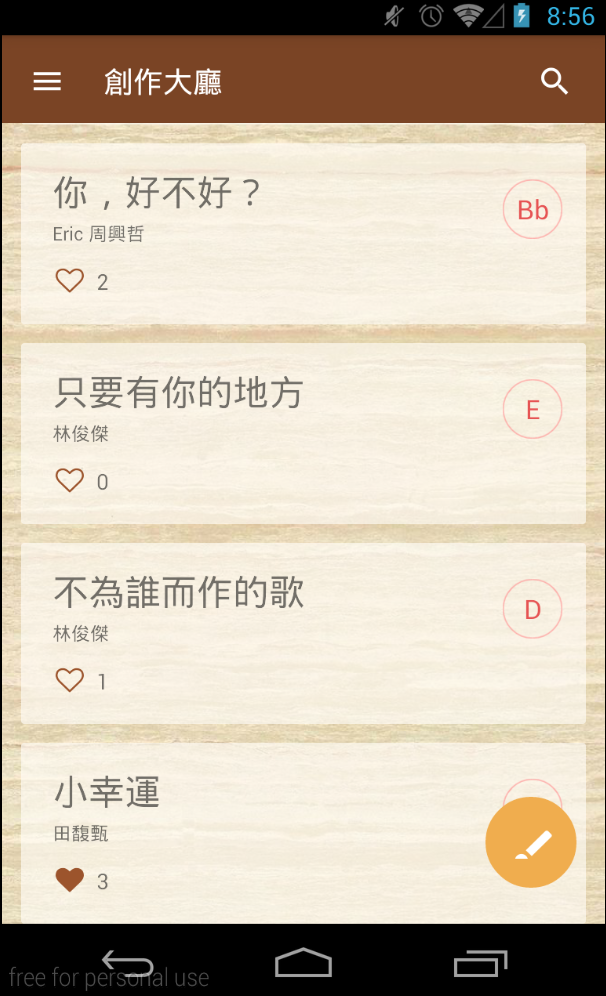 8:56
創作大廳
你，好不好？
Bb
Eric 周興哲
2
只要有你的地方
E
林俊傑
0
不為誰而作的歌
D
林俊傑
1
小幸運
田馥甄
3
free for personal use